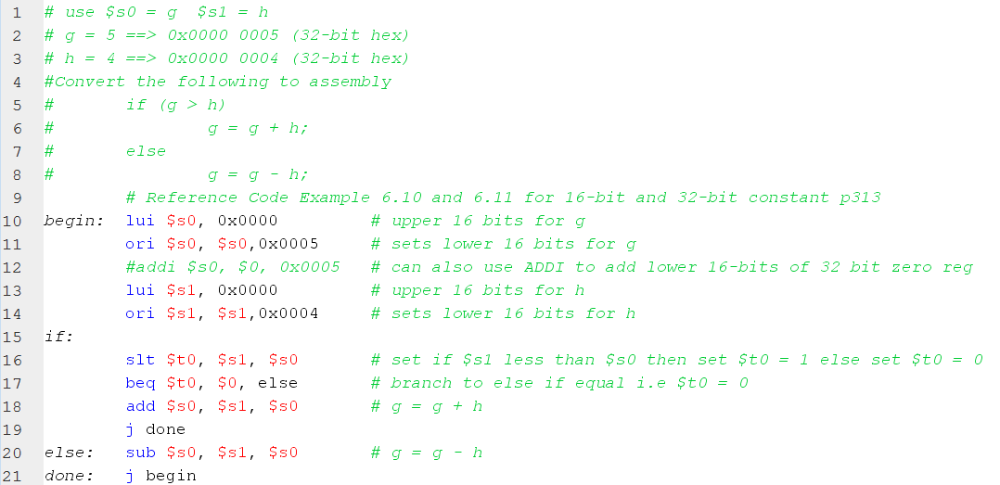 1 # use $s0 = g  $s1 = h
2 # g = 5 ==> 0x0000 0005 (32-bit hex)
3 # h = 4 ==> 0x0000 0004 (32-bit hex)
4 #Convert the following to assembly
5 #       if (g > h)
6 #               g = g + h;
7 #       else
8 #               g = g - h;
9         # Reference Code Example 6.10 and 6.11 for 16-bit and 32-bit constant p313
10 begin:  lui $s0, 0x0000         # upper 16 bits for g
11         ori $s0, $s0,0x0005     # sets lower 16 bits for g
12         #addi $s0, $0, 0x0005   # can also use ADDI to add lower 16-bits of 32 bit zero reg
13         lui $s1, 0x0000         # upper 16 bits for h
14         ori $s1, $s1,0x0004     # sets lower 16 bits for h
15 if:
16         slt $t0, $s1, $s0       # set if $s1 less than $s0 then set $t0 = 1 else set $t0 = 0
17         beq $t0, $0, else       # branch to else if equal i.e $t0 = 0
18         add $s0, $s1, $s0       # g = g + h
19         j done
20 else:   sub $s0, $s1, $s0       # g = g - h
21 done:   j begin